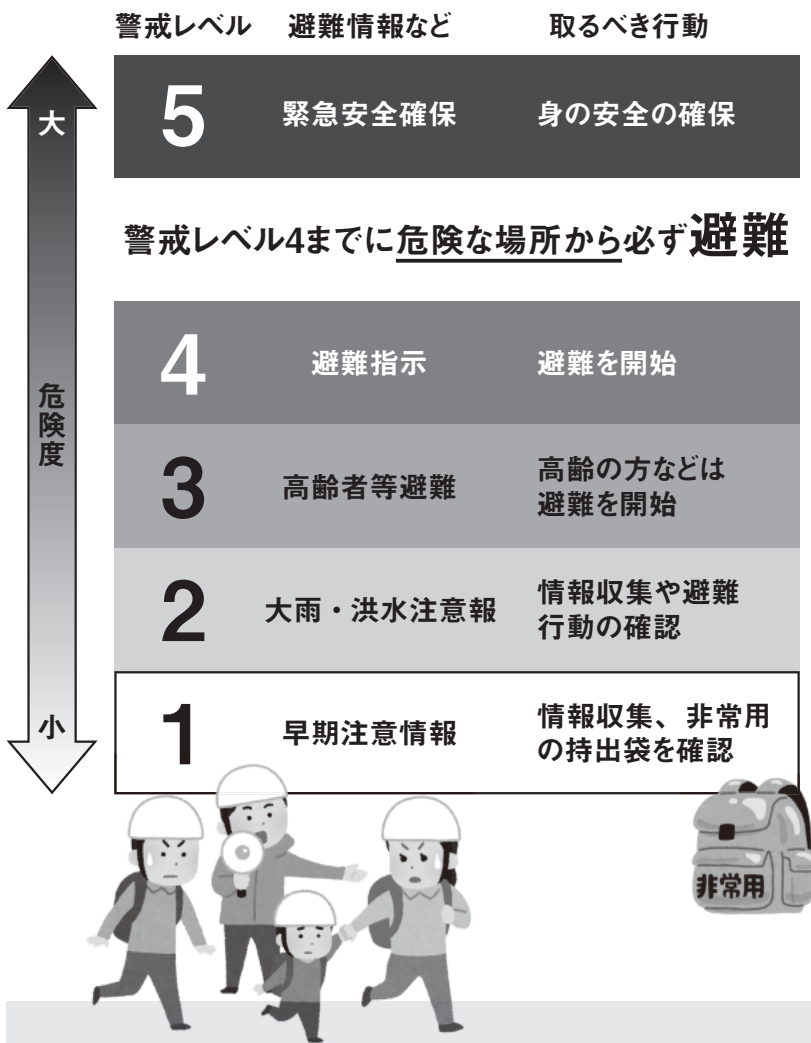 警戒レベル 避難情報など 取るべき行動
大
5 緊急安全確保 身の安全の確保
警戒レベル4までに危険な場所から必ず避難
4 避難指示 避難を開始
危険度
3 高齢者等避難 高齢の方などは
避難を開始
2 大雨・洪水注意報 情報収集や避難
行動の確認
小
1 早期注意情報 情報収集、非常用
の持出袋を確認
非常用